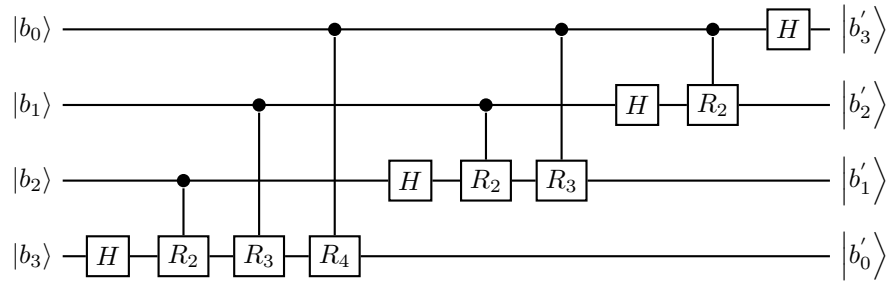 |b₀⟩ H |b₃′⟩
|b₁⟩ H R₂ |b₂′⟩
|b₂⟩ H R₂ R₃ |b₁′⟩
|b₃⟩ H R₂ R₃ R₄ |b₀′⟩